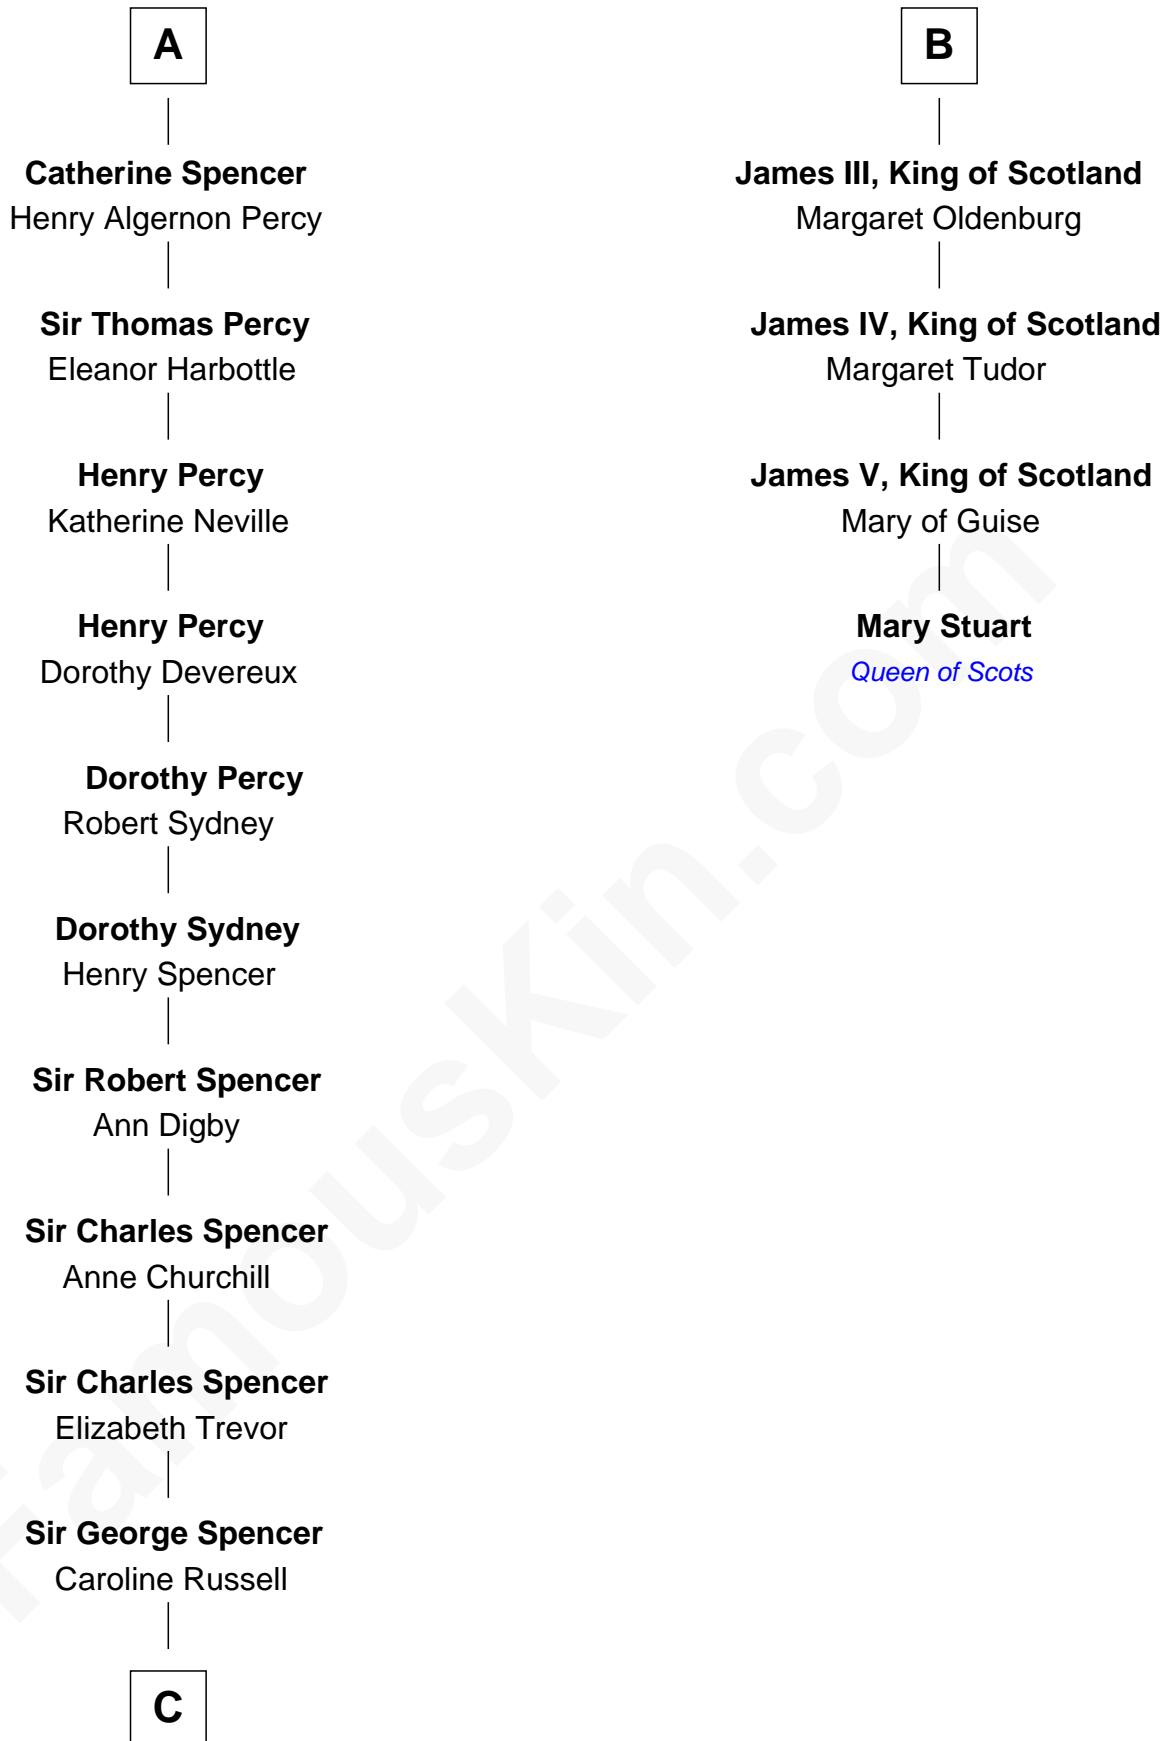 A
Catherine Spencer
Henry Algernon Percy
Sir Thomas Percy
Eleanor Harbottle
Henry Percy
Katherine Neville
Henry Percy
Dorothy Devereux
Dorothy Percy
Robert Sydney
Dorothy Sydney
Henry Spencer
Sir Robert Spencer
Ann Digby
Sir Charles Spencer
Anne Churchill
Sir Charles Spencer
Elizabeth Trevor
Sir George Spencer
Caroline Russell
C
B
James III, King of Scotland
Margaret Oldenburg
James IV, King of Scotland
Margaret Tudor
James V, King of Scotland
Mary of Guise
Mary Stuart
Queen of Scots
FamousKin.com